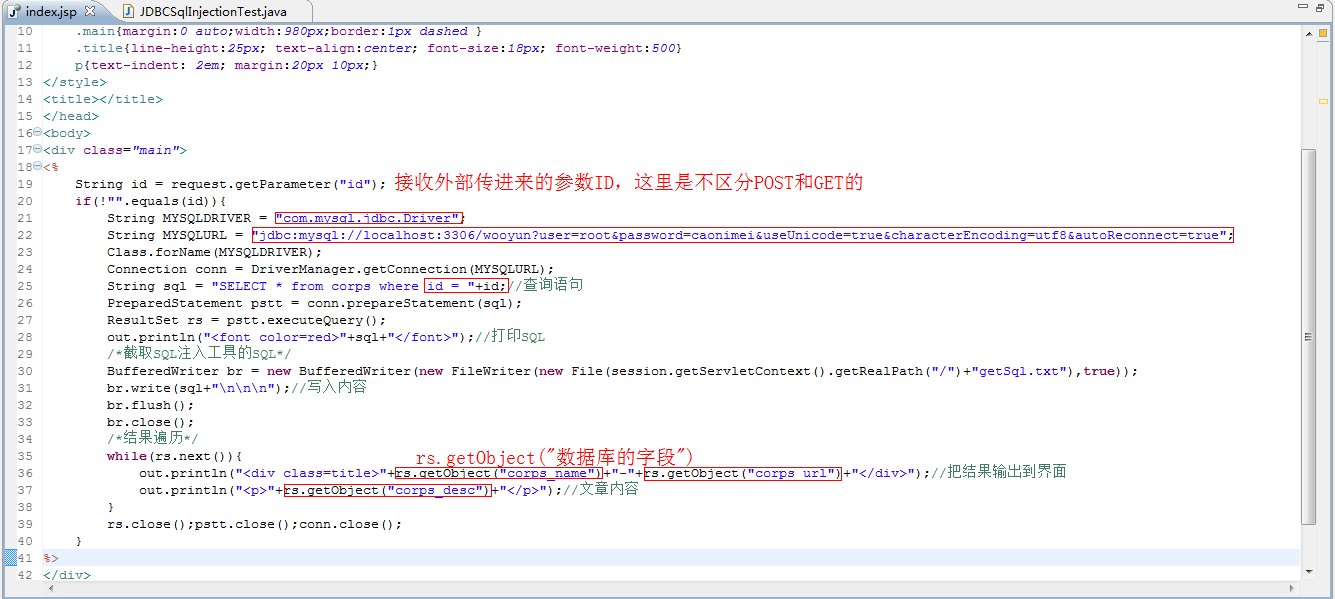 index.jsp JDBCSqlInjectionTest.java
10 .main{margin:0 auto;width:980px;border:1px dashed }
11 .title{line-height:25px; text-align:center; font-size:18px; font-weight:500}
12 p{text-indent: 2em; margin:20px 10px;}
13 </style>
14 <title></title>
15 </head>
16 <body>
17 <div class="main">
18 <%
19 String id = request.getParameter("id"); 接收外部传进来的参数ID，这里是不区分POST和GET的
20 if(!"".equals(id)){
21 String MYSQLDRIVER = "com.mysql.jdbc.Driver";
22 String MYSQLURL = "jdbc:mysql://localhost:3306/wooyun?user=root&password=caonimei&useUnicode=true&characterEncoding=utf8&autoReconnect=true";
23 Class.forName(MYSQLDRIVER);
24 Connection conn = DriverManager.getConnection(MYSQLURL);
25 String sql = "SELECT * from corps where id = "+id;//查询语句
26 PreparedStatement pstt = conn.prepareStatement(sql);
27 ResultSet rs = pstt.executeQuery();
28 out.println("<font color=red>"+sql+"</font>");//打印SQL
29 /*截取SQL注入工具的SQL*/
30 BufferedWriter br = new BufferedWriter(new FileWriter(new File(session.getServletContext().getRealPath("/")+"getSql.txt"),true));
31 br.write(sql+"\n\n\n");//写入内容
32 br.flush();
33 br.close();
34 /*结果遍历*/
35 while(rs.next()){ rs.getObject("数据库的字段")
36 out.println("<div class=title>"+rs.getObject("corps_name")+"-"+rs.getObject("corps_url")+"</div>");//把结果输出到界面
37 out.println("<p>"+rs.getObject("corps_desc")+"</p>");//文章内容
38 }
39 rs.close();pstt.close();conn.close();
40 }
41 %>
42 </div>